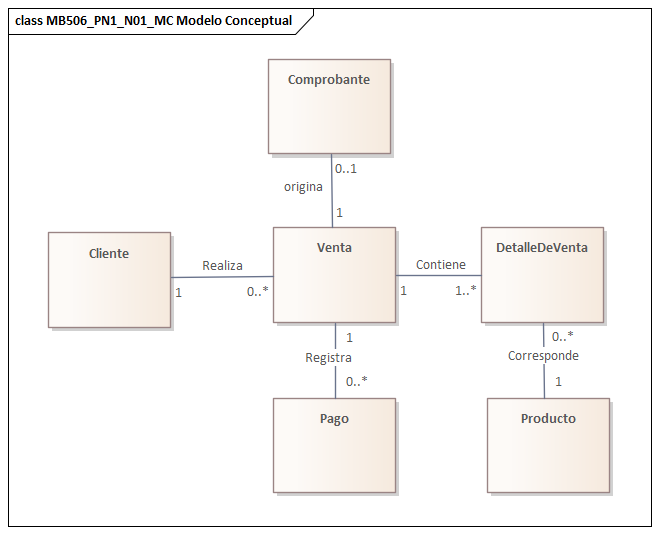 class MB506_PN1_N01_MC Modelo Conceptual
Comprobante
0..1
origina
1
Cliente
Realiza
1
0..*
Venta
Contiene
1
1..*
DetalleDeVenta
1
Registra
0..*
0..*
Corresponde
1
Pago
Producto